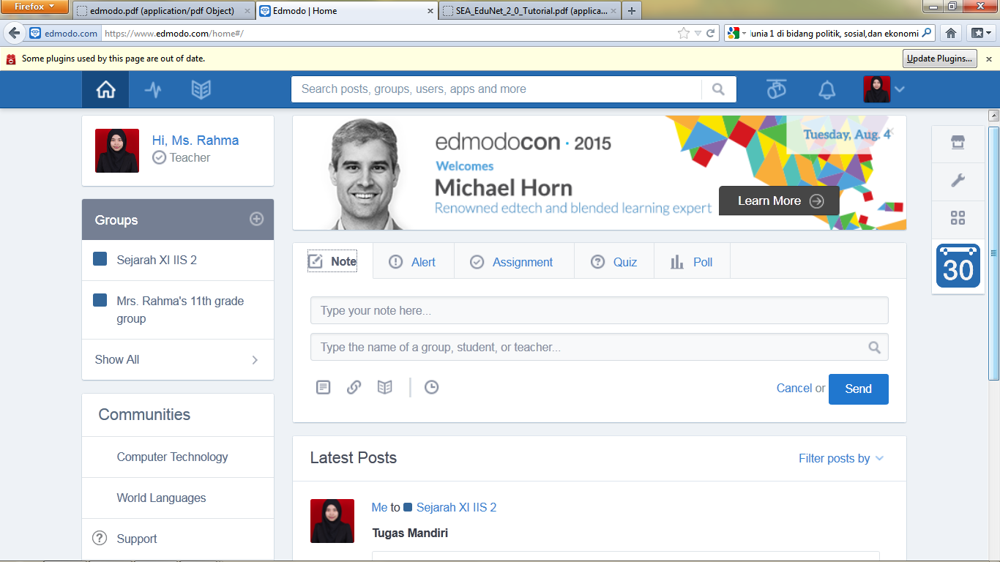 Firefox
edmodo.pdf (application/pdf Object)
Edmodo | Home
SEA_EduNet_2_0_Tutorial.pdf (applica...
edmodo.com
https://www.edmodo.com/home#/
lunia 1 di bidang politik, sosial,dan ekonomi
Some plugins used by this page are out of date.
Update Plugins...
Search posts, groups, users, apps and more
Hi, Ms. Rahma
Teacher
edmodocon · 2015
Tuesday, Aug. 4
Welcomes
Michael Horn
Renowned edtech and blended learning expert
Learn More
Groups
Sejarah XI IIS 2
Mrs. Rahma's 11th grade
group
Show All
Note
Alert
Assignment
Quiz
Poll
Type your note here...
Type the name of a group, student, or teacher...
Cancel or
Send
30
Communities
Computer Technology
World Languages
Support
Latest Posts
Filter posts by
Me to Sejarah XI IIS 2
Tugas Mandiri